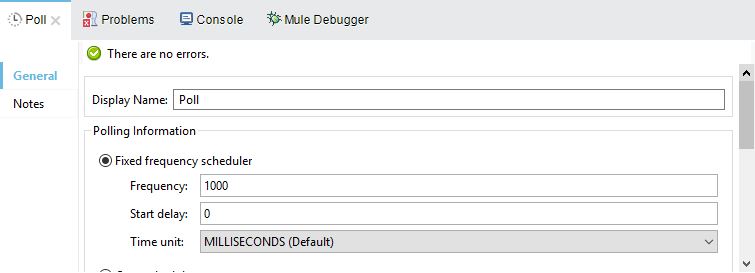 Poll
Problems
Console
Mule Debugger
There are no errors.
General
Notes
Display Name: Poll
Polling Information
Fixed frequency scheduler
Frequency: 1000
Start delay: 0
Time unit: MILLISECONDS (Default)